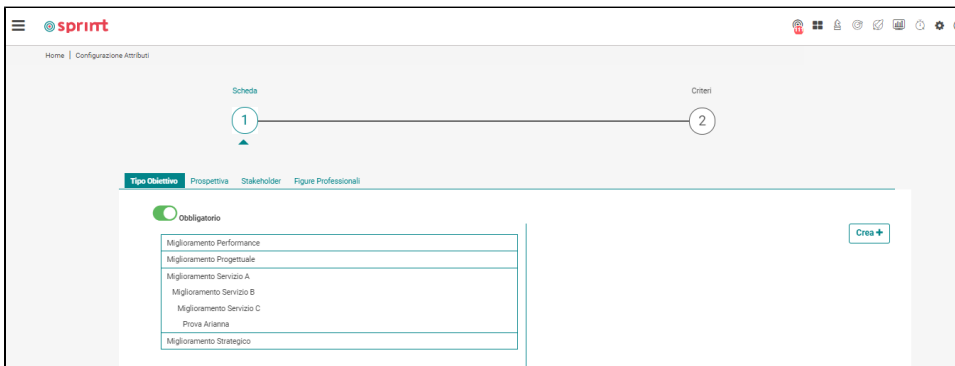 sprint
Home | Configurazione Attributi
Scheda
Criteri
1
2
Tipo Obiettivo Prospettiva Stakeholder Figure Professionali
Obbligatorio
Crea +
Miglioramento Performance
Miglioramento Progettuale
Miglioramento Servizio A
Miglioramento Servizio B
Miglioramento Servizio C
Prova Arianna
Miglioramento Strategico